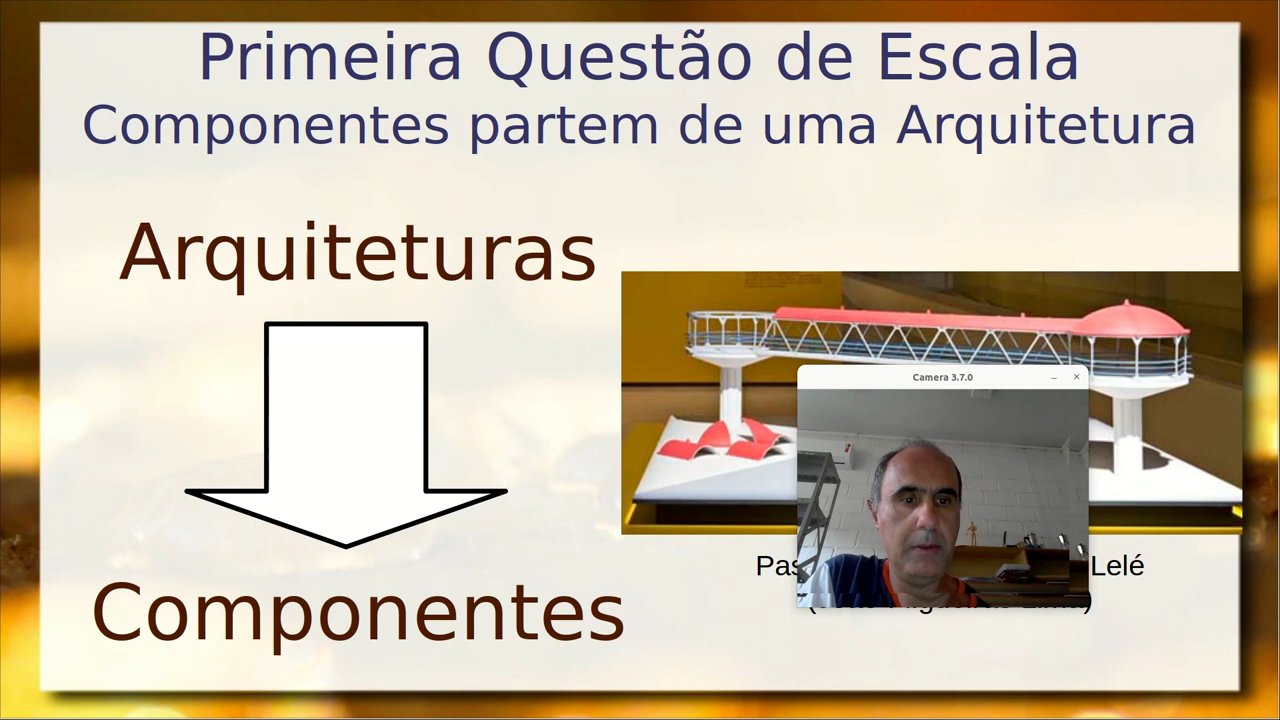 Primeira Questão de Escala
Componentes partem de uma Arquitetura
Arquiteturas
Camera 3.7.0
Lelé
Componentes